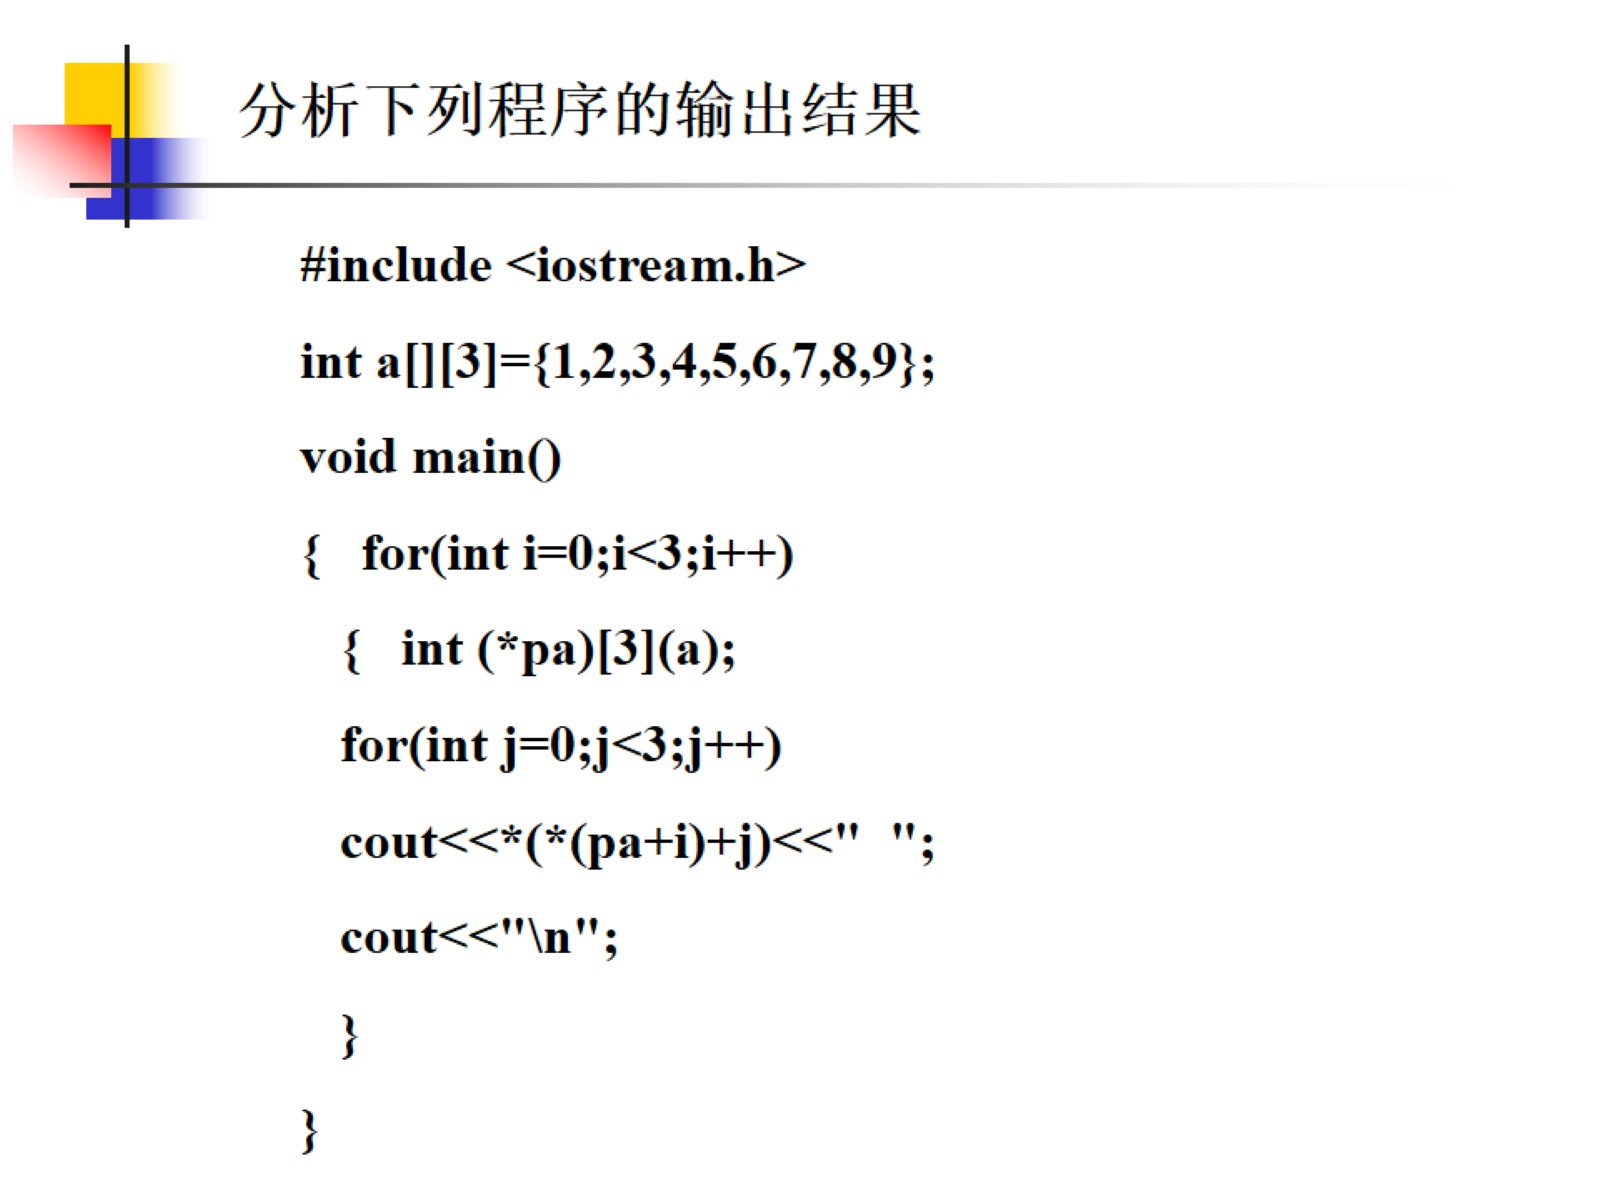 分析下列程序的输出结果
#include <iostream.h>
int a[][3]={1,2,3,4,5,6,7,8,9};
void main()
{   for(int i=0;i<3;i++)
{   int (*pa)[3](a);
for(int j=0;j<3;j++)
cout<<*(*(pa+i)+j)<<"  ";
cout<<"\n";
}
}